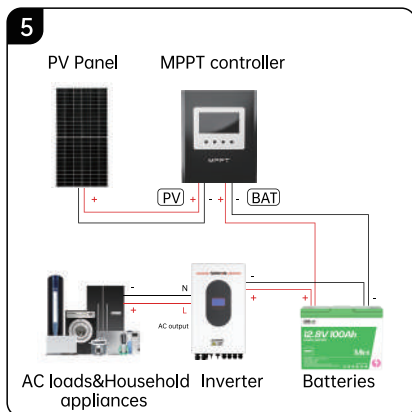 5
PV Panel
MPPT controller
MPPT
+ PV + - + - BAT
- N
+ L
AC output
- +
+ -
12.8V 100Ah
AC loads&Household
appliances
Inverter
Batteries